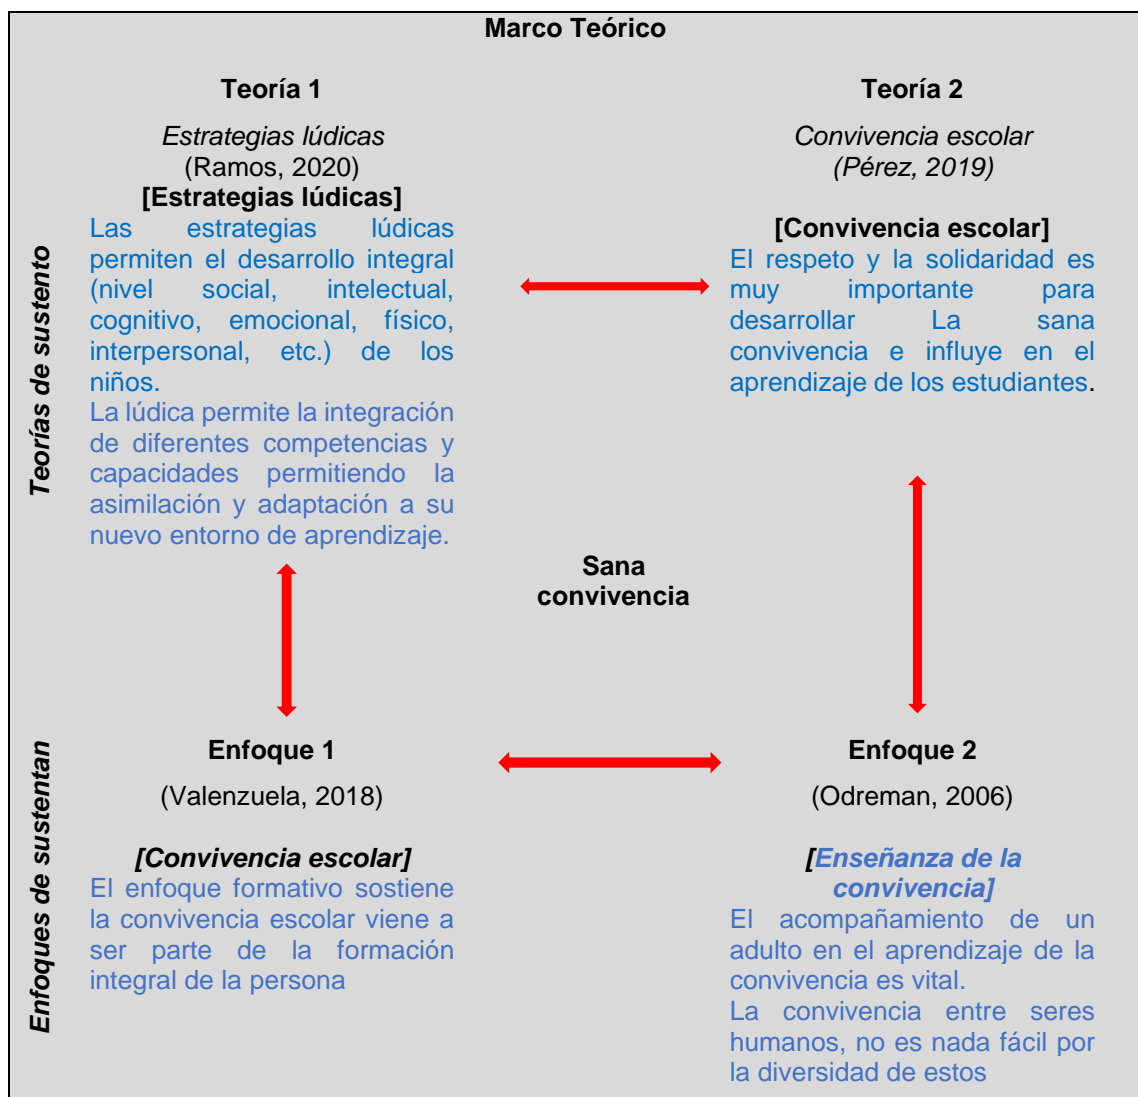 Marco Teórico
Teorías de sustento
Teoría 1
Estrategias lúdicas
(Ramos, 2020)
[Estrategias lúdicas]
Las estrategias lúdicas
permiten el desarrollo integral
(nivel social, intelectual,
cognitivo, emocional, físico,
interpersonal, etc.) de los
niños.
La lúdica permite la integración
de diferentes competencias y
capacidades permitiendo la
asimilación y adaptación a su
nuevo entorno de aprendizaje.
Teoría 2
Convivencia escolar
(Pérez, 2019)
[Convivencia escolar]
El respeto y la solidaridad es
muy importante para
desarrollar La sana
convivencia e influye en el
aprendizaje de los estudiantes.
Sana
convivencia
Enfoques de sustentan
Enfoque 1
(Valenzuela, 2018)
[Convivencia escolar]
El enfoque formativo sostiene
la convivencia escolar viene a
ser parte de la formación
integral de la persona
Enfoque 2
(Odreman, 2006)
[Enseñanza de la
convivencia]
El acompañamiento de un
adulto en el aprendizaje de la
convivencia es vital.
La convivencia entre seres
humanos, no es nada fácil por
la diversidad de estos